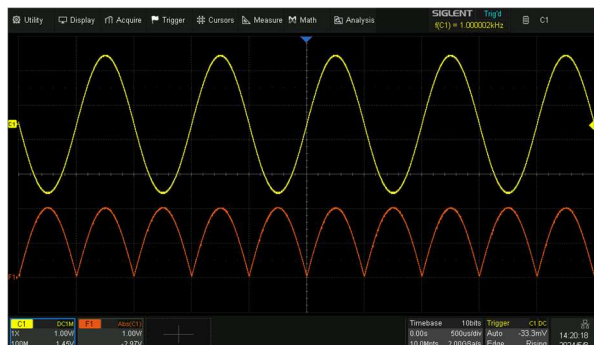 Utility Display Acquire Trigger Cursors Measure Math Analysis
SIGLENT Trig'd
f(C1) = 1.000002kHz
C1
C1
F1
C1 DC1M
1X 1.00V/
100M 1.45V
F1 Abs(C1)
1.00V/
-2.97V
Timebase 10bits
0.00s 500us/div
10.0Mpts 2.00GSa/s
Trigger C1 DC
Auto -33.3mV
Edge Rising
14:20:18